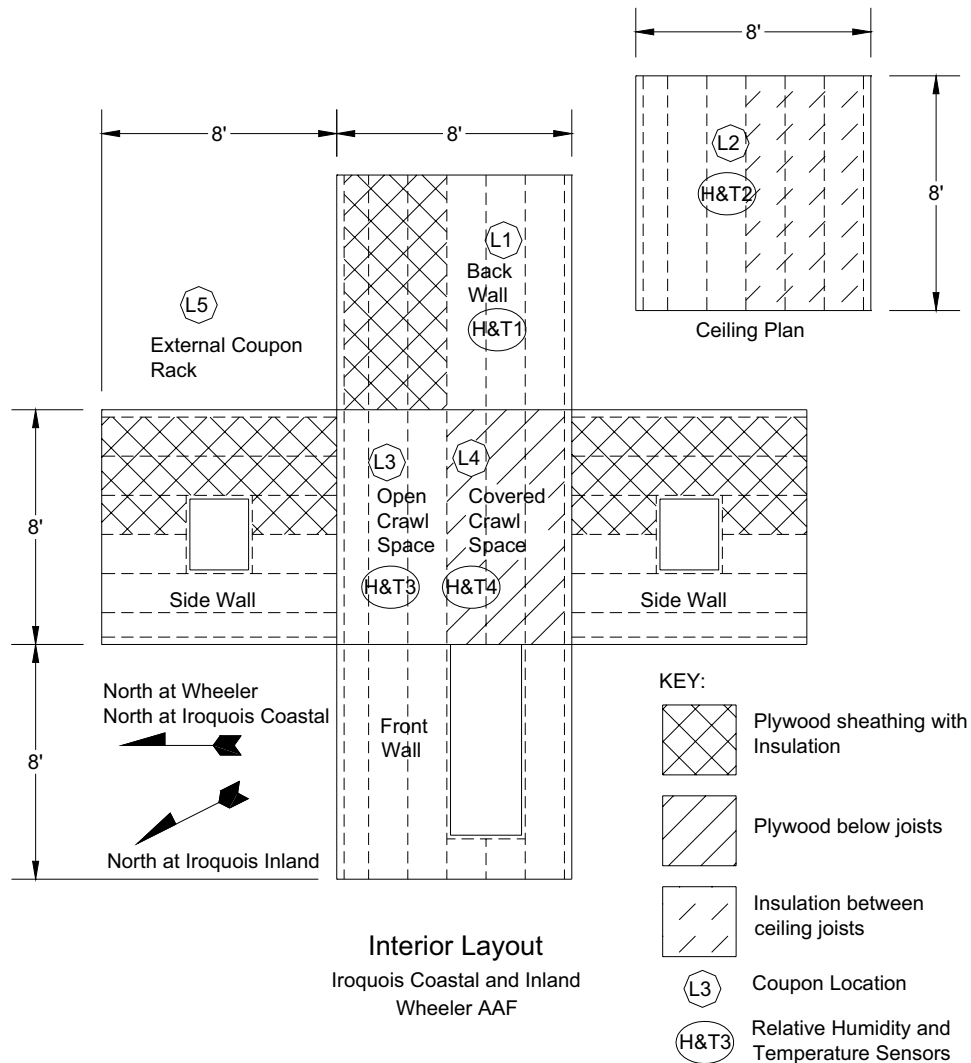 8'
8'
8'
8'
L2
H&T2
Ceiling Plan
L1
Back
Wall
H&T1
L5
External Coupon
Rack
8'
L3
Open
Crawl
Space
H&T3
L4
Covered
Crawl
Space
H&T4
Side Wall
Side Wall
8'
North at Wheeler
North at Iroquois Coastal
North at Iroquois Inland
Front
Wall
KEY:
Plywood sheathing with
Insulation
Plywood below joists
Insulation between
ceiling joists
L3
Coupon Location
H&T3
Relative Humidity and
Temperature Sensors
Interior Layout
Iroquois Coastal and Inland
Wheeler AAF